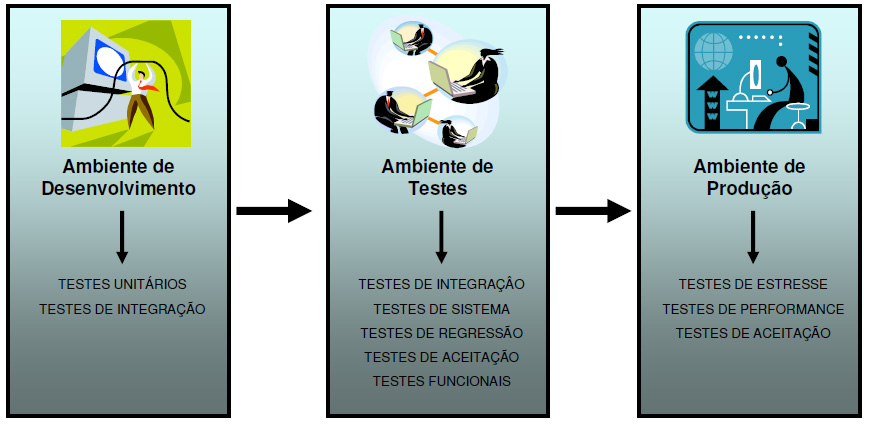 Ambiente de
Desenvolvimento
TESTES UNITÁRIOS
TESTES DE INTEGRAÇÃO
Ambiente de
Testes
TESTES DE INTEGRAÇÂO
TESTES DE SISTEMA
TESTES DE REGRESSÃO
TESTES DE ACEITAÇÃO
TESTES FUNCIONAIS
Ambiente de
Produção
TESTES DE ESTRESSE
TESTES DE PERFORMANCE
TESTES DE ACEITAÇÃO